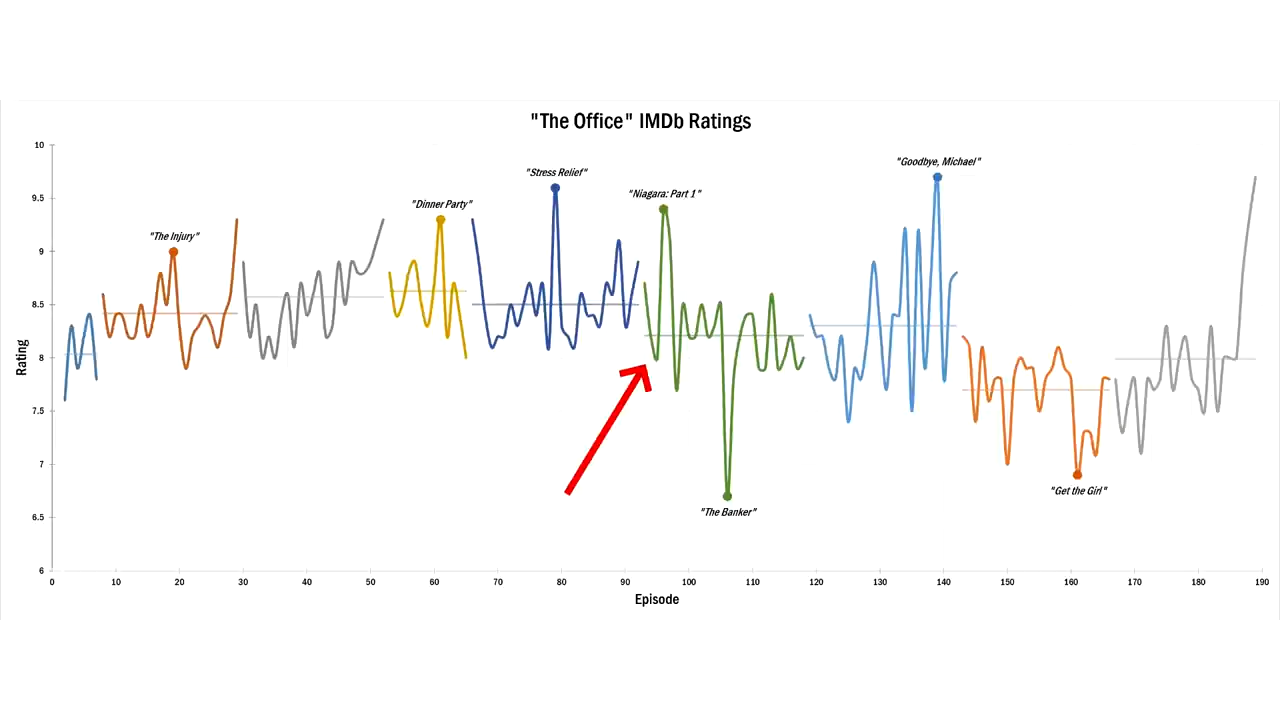 "The Office" IMDb Ratings
10
9.5
9
8.5
8
7.5
7
6.5
6
Rating
"The Injury"
"Dinner Party"
"Stress Relief"
"Niagara: Part 1"
"The Banker"
"Goodbye, Michael"
"Get the Girl"
0 10 20 30 40 50 60 70 80 90 100 110 120 130 140 150 160 170 180 190
Episode